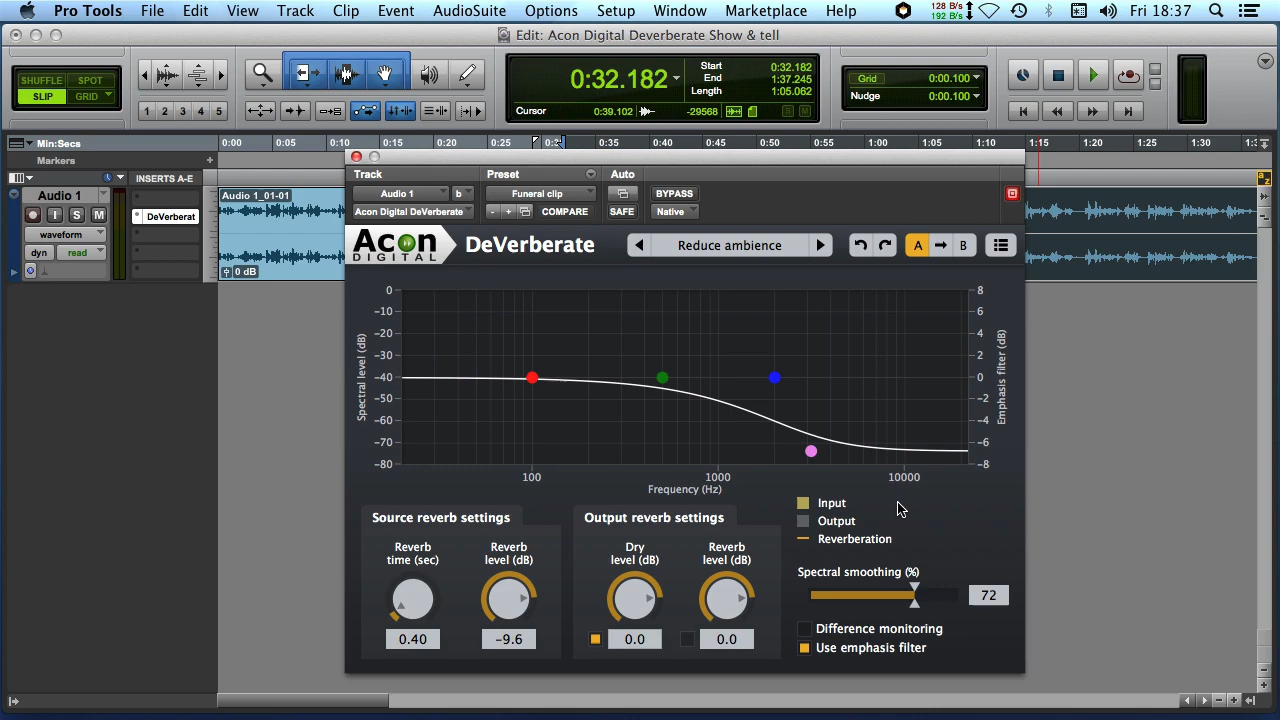 Pro Tools File Edit View Track Clip Event AudioSuite Options Setup Window Marketplace Help 128 B/s 192 B/s Fri 18:37
Edit: Acon Digital Deverberate Show & tell
SHUFFLE SPOT
SLIP GRID
1 2 3 4 5
0:32.182
Start 0:32.182
End 1:37.245
Length 1:05.062
Cursor 0:39.102 -29568 S M
Grid 0:00.100
Nudge 0:00.100
Min:Secs 0:00 0:05 0:10 0:15 0:20 0:25 0:35 0:40 0:45 0:50 0:55 1:00 1:05 1:10 1:15 1:20 1:25 1:30
Markers
INSERTS A-E
Audio 1
I S M
waveform
dyn read
DeVerberat
Audio 1_01-01
0 dB
a z
Track Preset Auto
Audio 1 b Funeral clip BYPASS
Acon Digital DeVerberate - + COMPARE SAFE Native
Acon DIGITAL DeVerberate Reduce ambience A B
Spectral level (dB)
0
-10
-20
-30
-40
-50
-60
-70
-80
8
6
4
2
0
-2
-4
-6
-8
Emphasis filter (dB)
100 1000 10000
Frequency (Hz)
Input
Output
Reverberation
Source reverb settings
Reverb time (sec)
Reverb level (dB)
0.40 -9.6
Output reverb settings
Dry level (dB)
Reverb level (dB)
0.0 0.0
Spectral smoothing (%)
72
Difference monitoring
Use emphasis filter